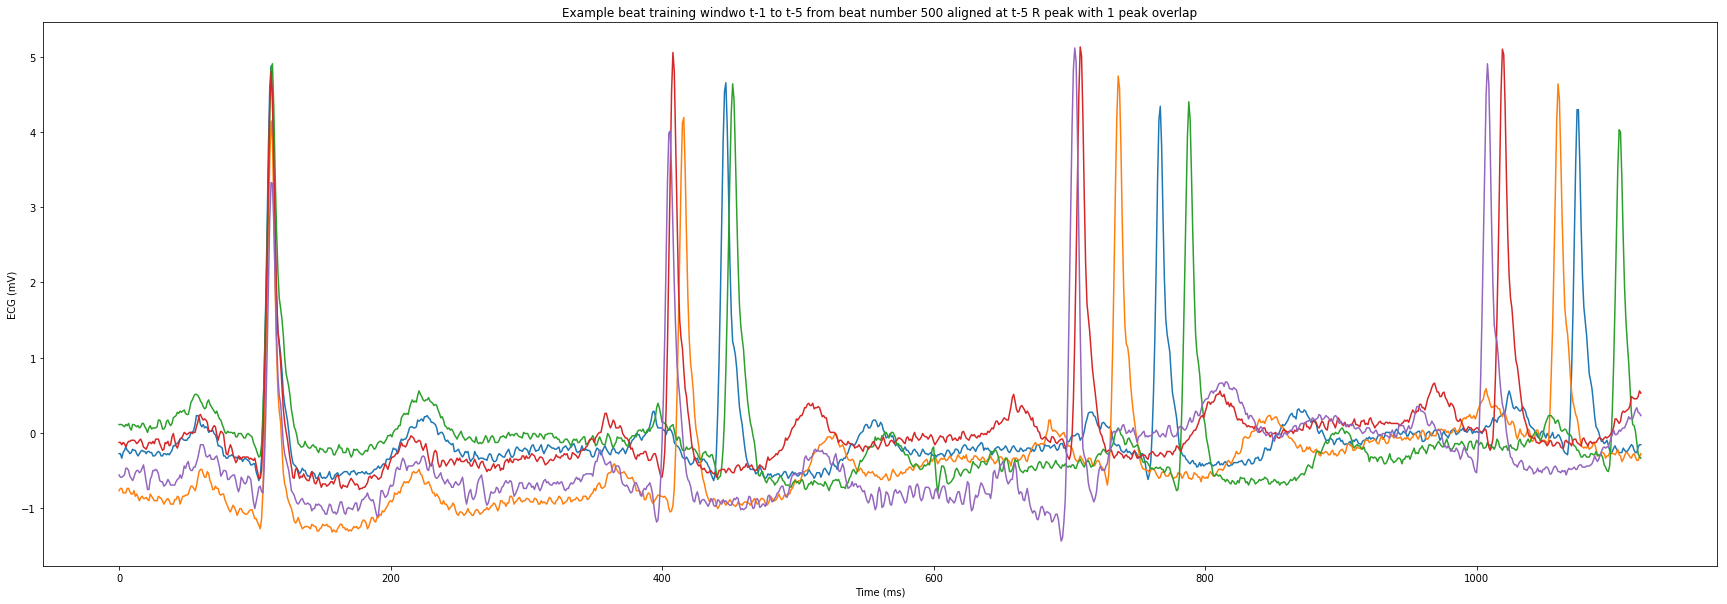 Example beat training windwo t-1 to t-5 from beat number 500 aligned at t-5 R peak with 1 peak overlap
5
4
3
2
1
0
−1
ECG (mV)
0 200 400 600 800 1000
Time (ms)